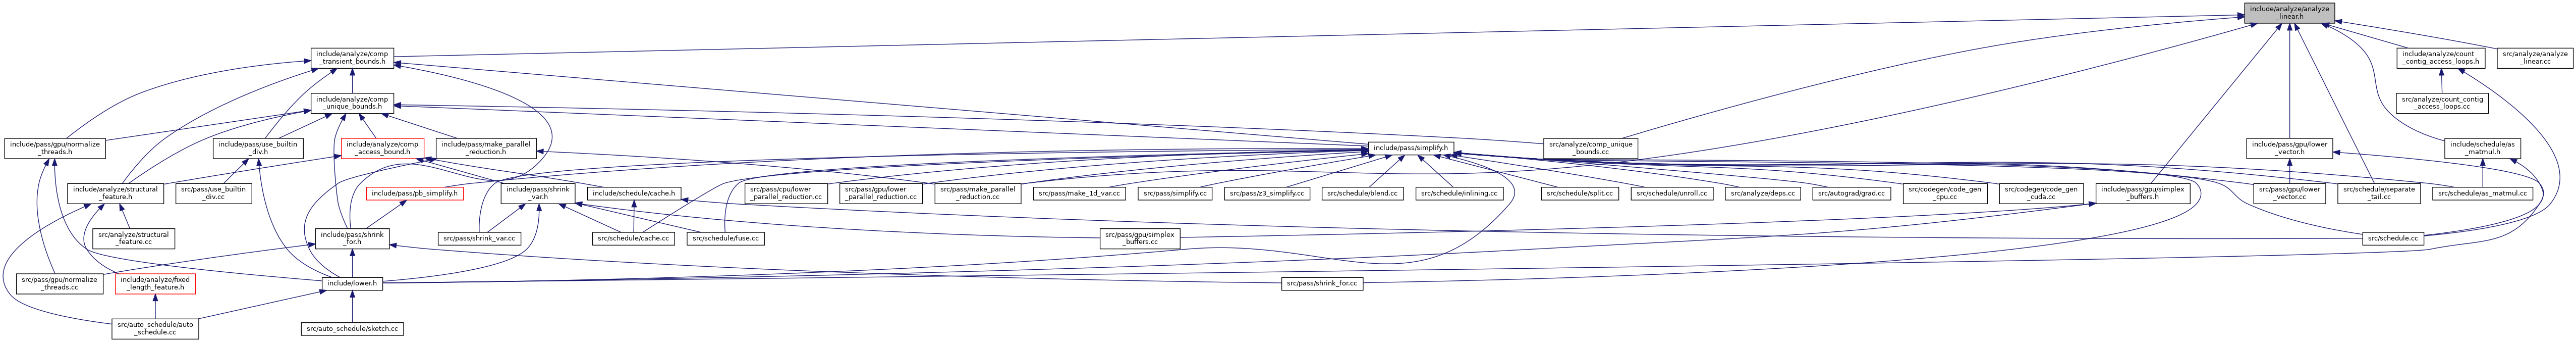 include/analyze/analyze
_linear.h
include/analyze/comp
_transient_bounds.h
include/analyze/count
_contig_access_loops.h
src/analyze/analyze
_linear.cc
include/analyze/comp
_unique_bounds.h
src/analyze/count_contig
_access_loops.cc
include/pass/gpu/normalize
_threads.h
include/pass/use_builtin
_div.h
include/analyze/comp
_access_bound.h
include/pass/make_parallel
_reduction.h
include/pass/simplify.h
src/analyze/comp_unique
_bounds.cc
include/pass/gpu/lower
_vector.h
include/schedule/as
_matmul.h
include/analyze/structural
_feature.h
src/pass/use_builtin
_div.cc
include/pass/pb_simplify.h
include/pass/shrink
_var.h
include/schedule/cache.h
src/pass/cpu/lower
_parallel_reduction.cc
src/pass/gpu/lower
_parallel_reduction.cc
src/pass/make_parallel
_reduction.cc
src/pass/make_1d_var.cc
src/pass/simplify.cc
src/pass/z3_simplify.cc
src/schedule/blend.cc
src/schedule/inlining.cc
src/schedule/split.cc
src/schedule/unroll.cc
src/analyze/deps.cc
src/autograd/grad.cc
src/codegen/code_gen
_cpu.cc
src/codegen/code_gen
_cuda.cc
include/pass/gpu/simplex
_buffers.h
src/pass/gpu/lower
_vector.cc
src/schedule/separate
_tail.cc
src/schedule/as_matmul.cc
src/analyze/structural
_feature.cc
include/pass/shrink
_for.h
src/pass/shrink_var.cc
src/schedule/cache.cc
src/schedule/fuse.cc
src/pass/gpu/simplex
_buffers.cc
src/schedule.cc
src/pass/gpu/normalize
_threads.cc
include/analyze/fixed
_length_feature.h
include/lower.h
src/pass/shrink_for.cc
src/auto_schedule/auto
_schedule.cc
src/auto_schedule/sketch.cc